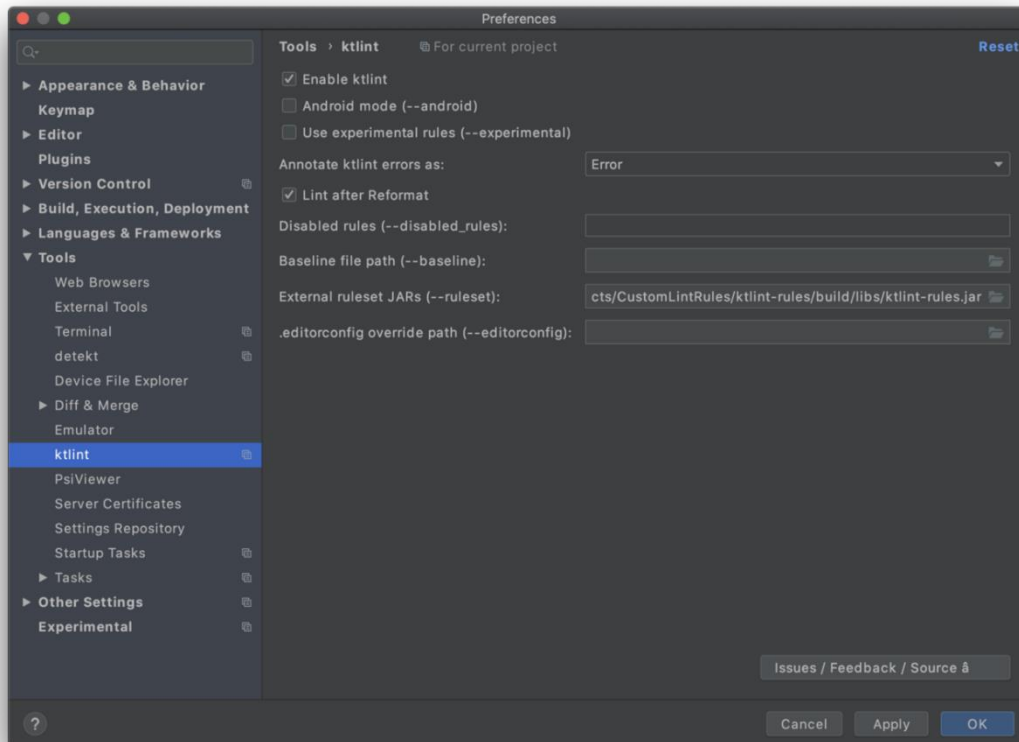 Preferences
Appearance & Behavior
Keymap
Editor
Plugins
Version Control
Build, Execution, Deployment
Languages & Frameworks
Tools
Web Browsers
External Tools
Terminal
detekt
Device File Explorer
Diff & Merge
Emulator
ktlint
PsiViewer
Server Certificates
Settings Repository
Startup Tasks
Tasks
Other Settings
Experimental
Tools › ktlint For current project Reset
Enable ktlint
Android mode (--android)
Use experimental rules (--experimental)
Annotate ktlint errors as: Error
Lint after Reformat
Disabled rules (--disabled_rules):
Baseline file path (--baseline):
External ruleset JARs (--ruleset): cts/CustomLintRules/ktlint-rules/build/libs/ktlint-rules.jar
.editorconfig override path (--editorconfig):
Issues / Feedback / Source â
? Cancel Apply OK